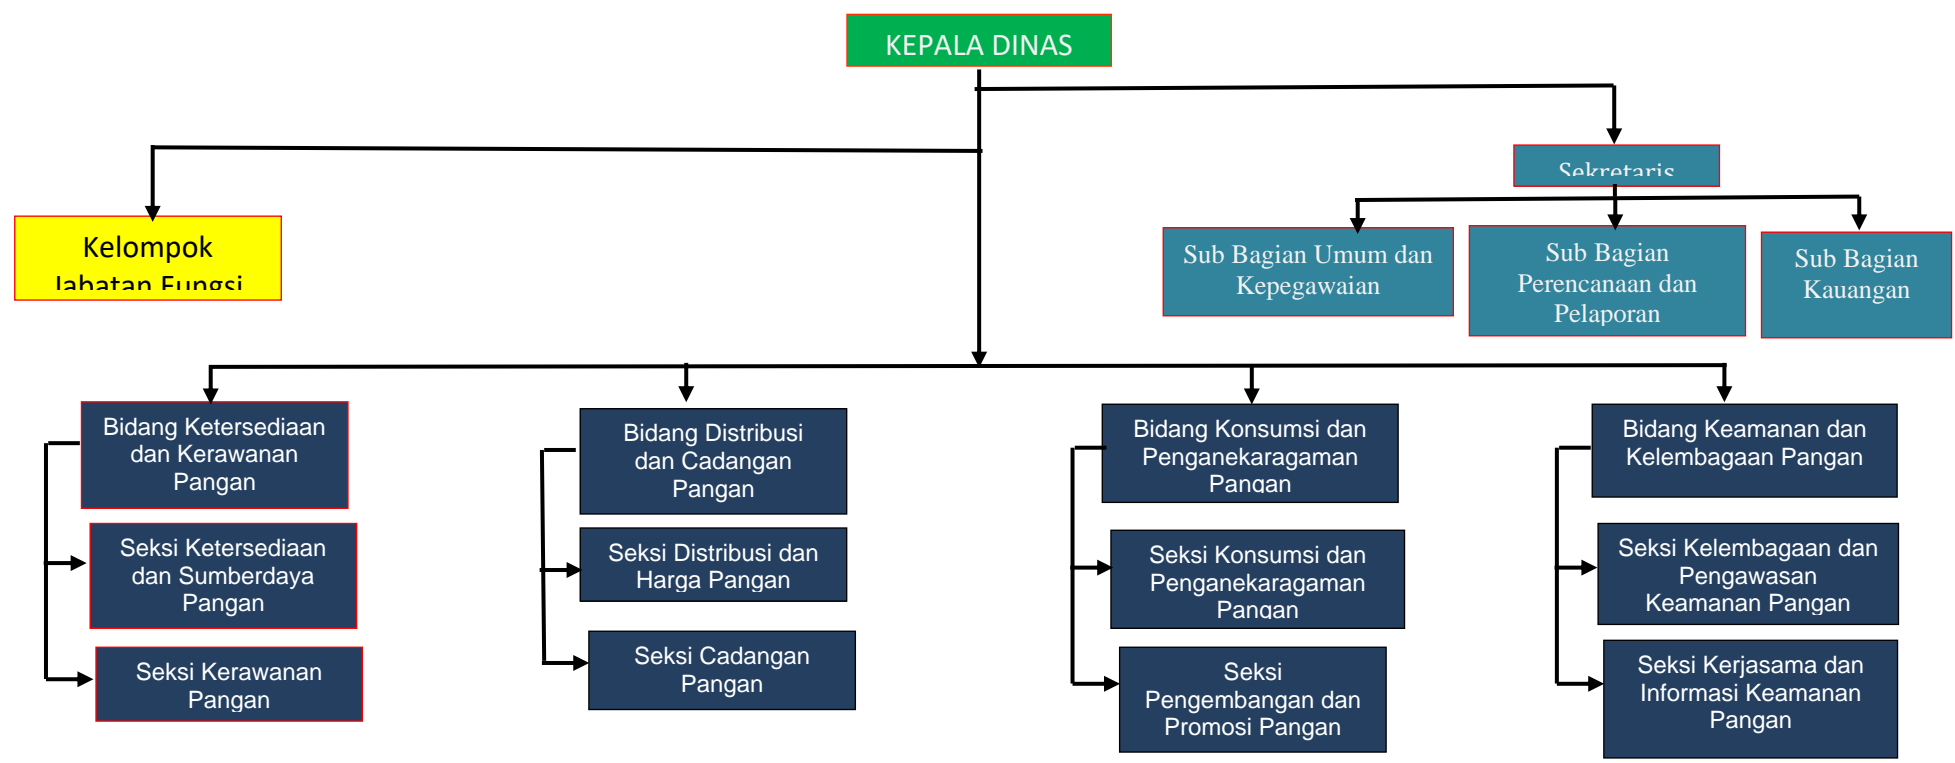 KEPALA DINAS
Sekretaris
Kelompok
Jabatan Fungsi
Sub Bagian Umum dan
Kepegawaian
Sub Bagian
Perencanaan dan
Pelaporan
Sub Bagian
Kauangan
Bidang Ketersediaan
dan Kerawanan
Pangan
Bidang Distribusi
dan Cadangan
Pangan
Bidang Konsumsi dan
Penganekaragaman
Pangan
Bidang Keamanan dan
Kelembagaan Pangan
Seksi Ketersediaan
dan Sumberdaya
Pangan
Seksi Distribusi dan
Harga Pangan
Seksi Konsumsi dan
Penganekaragaman
Pangan
Seksi Kelembagaan dan
Pengawasan
Keamanan Pangan
Seksi Kerawanan
Pangan
Seksi Cadangan
Pangan
Seksi
Pengembangan dan
Promosi Pangan
Seksi Kerjasama dan
Informasi Keamanan
Pangan